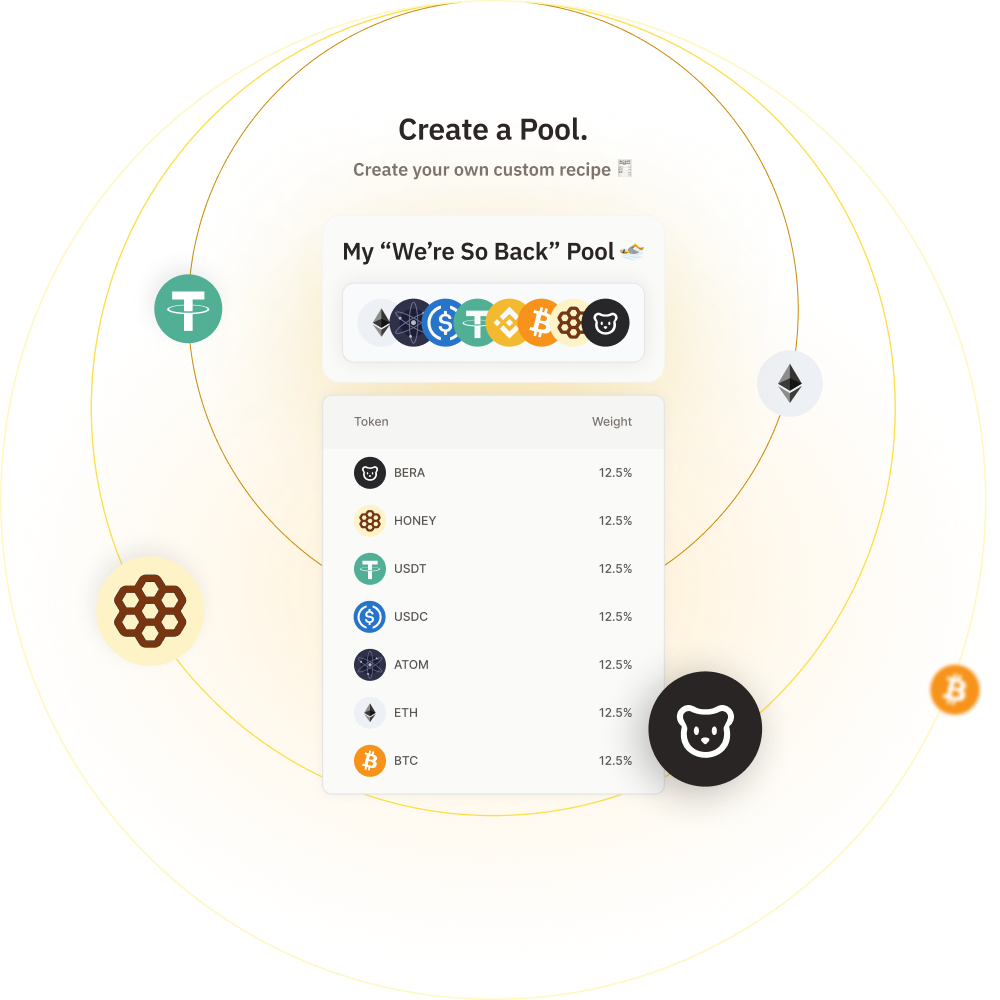 Create a Pool.
Create your own custom recipe
My “We’re So Back” Pool
Token Weight
BERA 12.5%
HONEY 12.5%
USDT 12.5%
USDC 12.5%
ATOM 12.5%
ETH 12.5%
BTC 12.5%